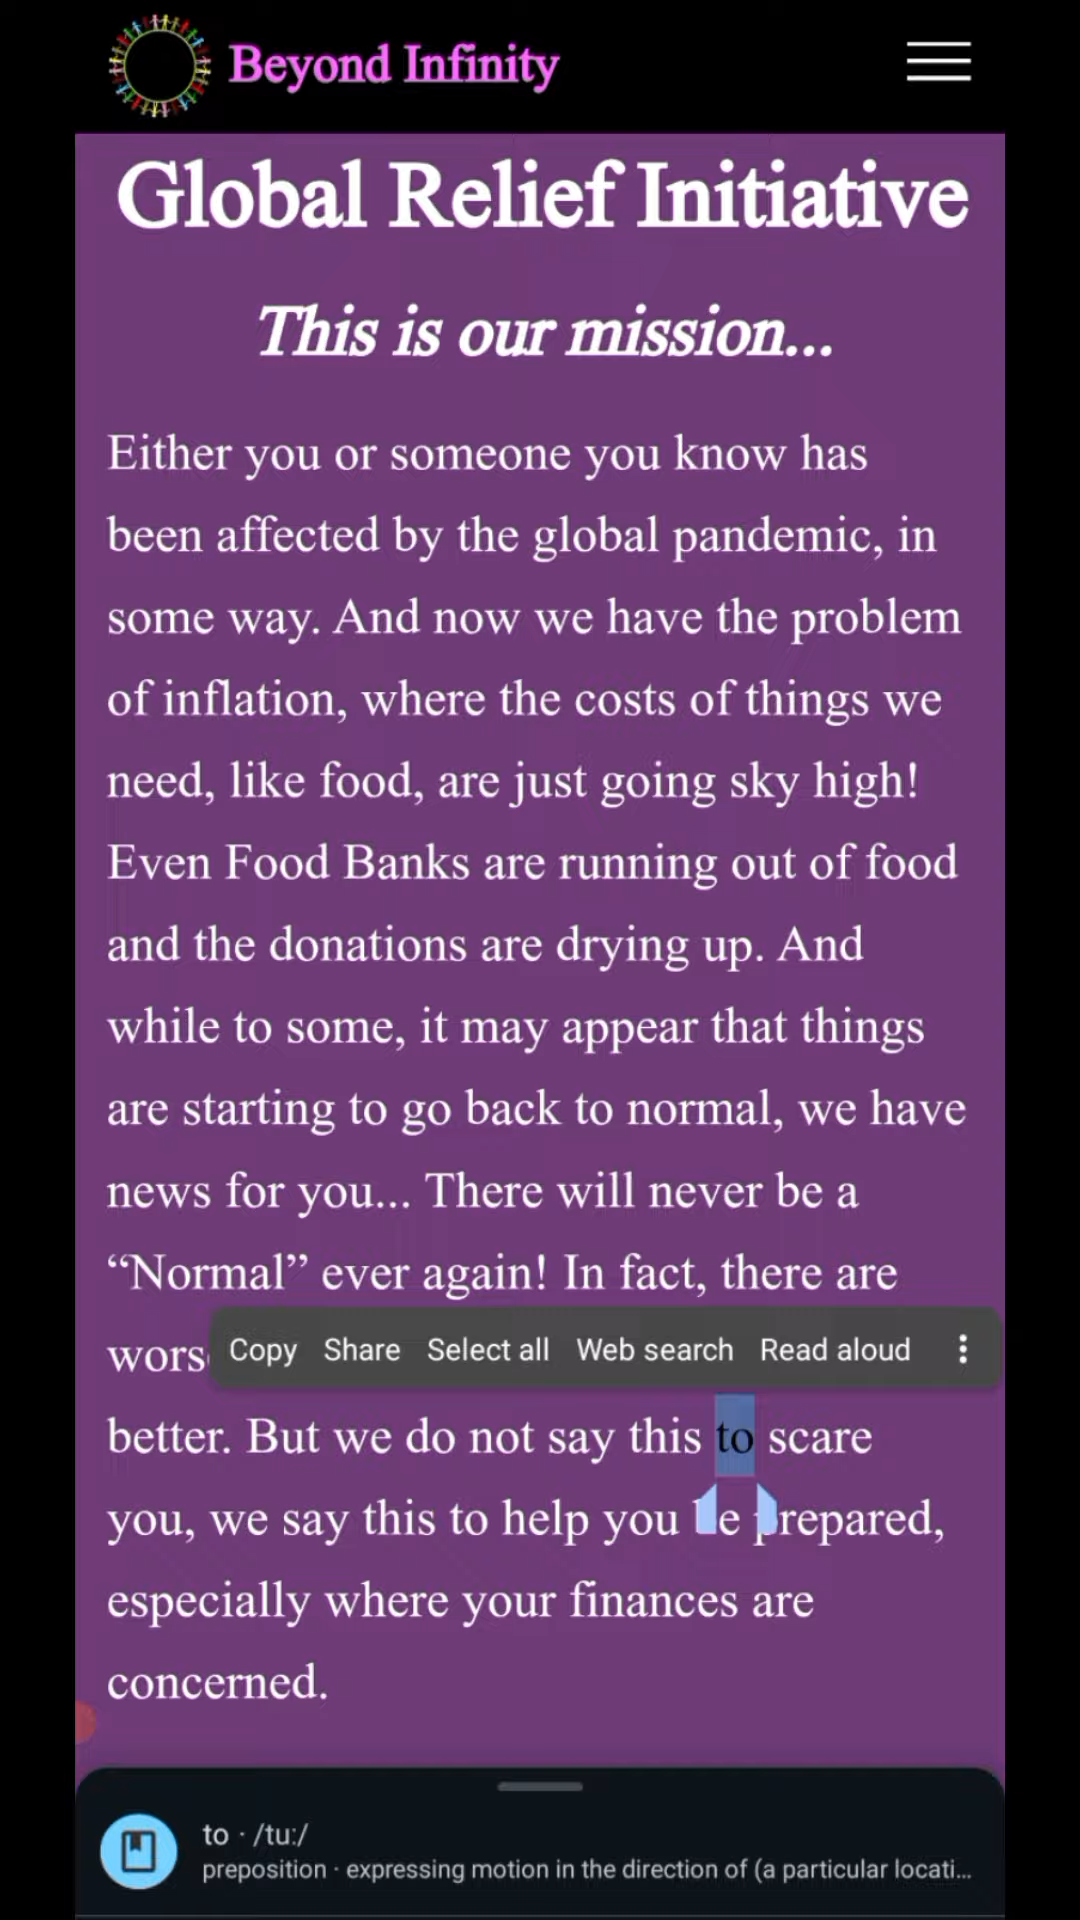 Beyond Infinity
Global Relief Initiative
This is our mission...
Either you or someone you know has
been affected by the global pandemic, in
some way. And now we have the problem
of inflation, where the costs of things we
need, like food, are just going sky high!
Even Food Banks are running out of food
and the donations are drying up. And
while to some, it may appear that things
are starting to go back to normal, we have
news for you... There will never be a
“Normal” ever again! In fact, there are
Copy Share Select all Web search Read aloud
better. But we do not say this to scare
you, we say this to help you be prepared,
especially where your finances are
concerned.
to · /tuː/
preposition · expressing motion in the direction of (a particular locati...